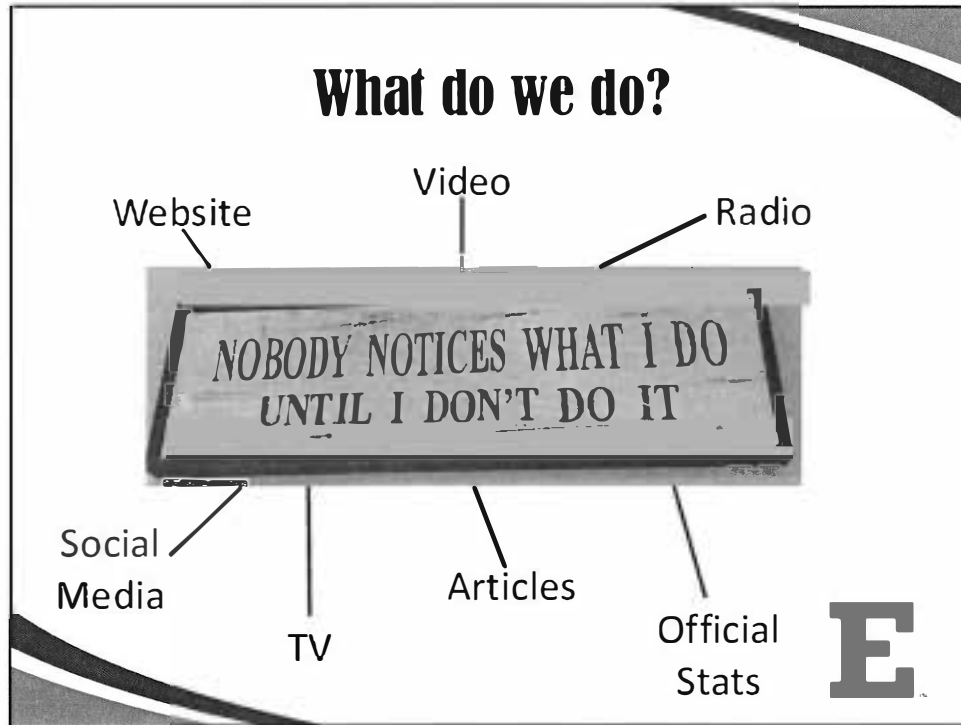 What do we do?
Video
Website
Radio
NOBODY NOTICES WHAT I DO
UNTIL I DON'T DO IT
Social
Media
TV
Articles
Official
Stats
E